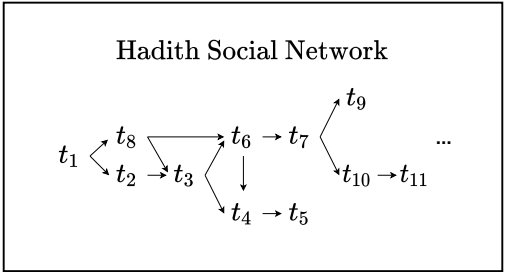 Hadith Social Network
t9
t8 t6 t7 ...
t1
t2 t3 t10 t11
t4 t5